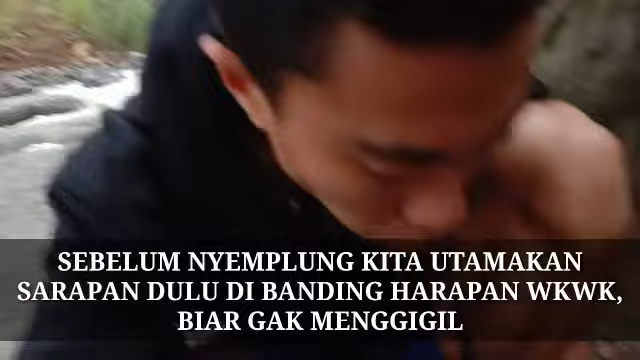 SEBELUM NYEMPLUNG KITA UTAMAKAN
SARAPAN DULU DI BANDING HARAPAN WKWK,
BIAR GAK MENGGIGIL